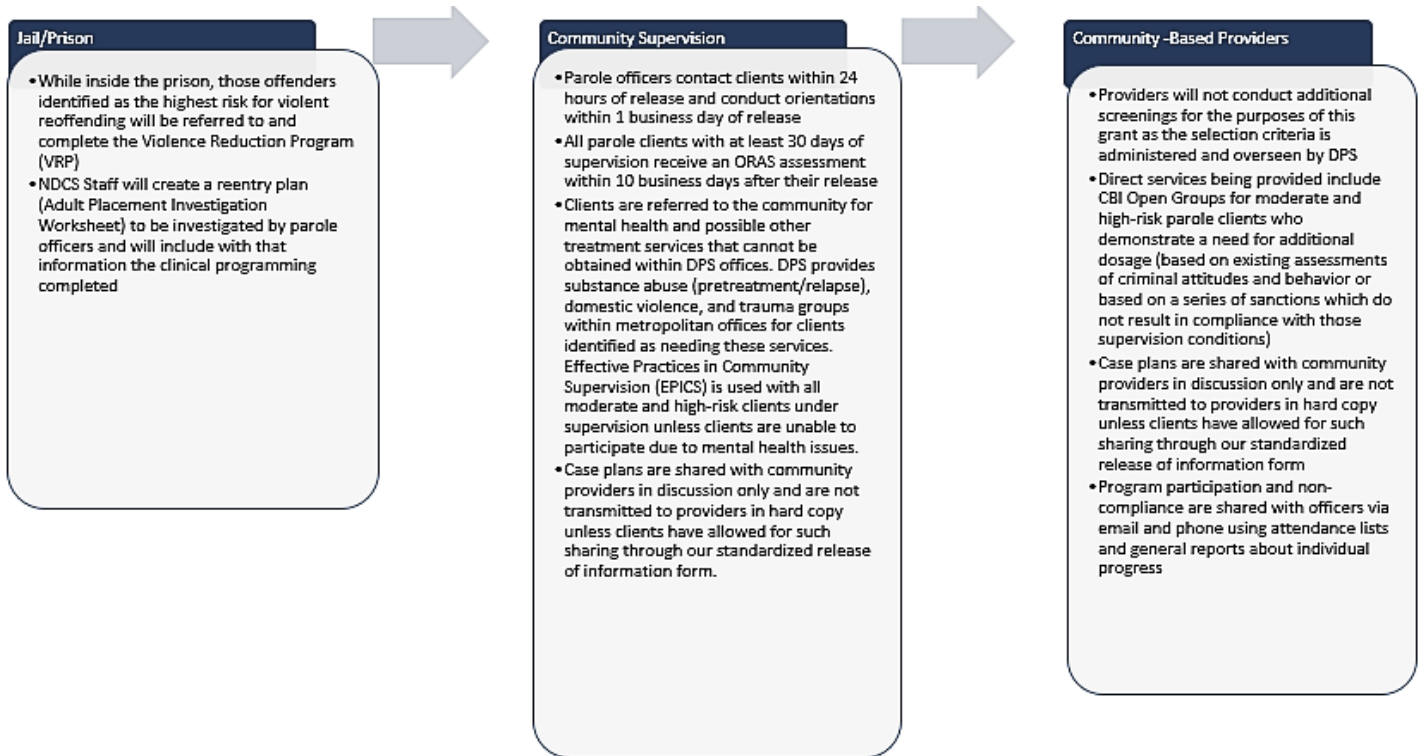 Jail/Prison
•While inside the prison, those offenders
identified as the highest risk for violent
reoffending will be referred to and
complete the Violence Reduction Program
(VRP)
•NDCS Staff will create a reentry plan
(Adult Placement Investigation
Worksheet) to be investigated by parole
officers and will include with that
information the clinical programming
completed
Community Supervision
•Parole officers contact clients within 24
hours of release and conduct orientations
within 1 business day of release
•All parole clients with at least 30 days of
supervision receive an ORAS assessment
within 10 business days after their release
•Clients are referred to the community for
mental health and possible other
treatment services that cannot be
obtained within DPS offices. DPS provides
substance abuse (pretreatment/relapse),
domestic violence, and trauma groups
within metropolitan offices for clients
identified as needing these services.
Effective Practices in Community
Supervision (EPICS) is used with all
moderate and high-risk clients under
supervision unless clients are unable to
participate due to mental health issues.
•Case plans are shared with community
providers in discussion only and are not
transmitted to providers in hard copy
unless clients have allowed for such
sharing through our standardized release
of information form.
Community -Based Providers
•Providers will not conduct additional
screenings for the purposes of this
grant as the selection criteria is
administered and overseen by DPS
•Direct services being provided include
CBI Open Groups for moderate and
high-risk parole clients who
demonstrate a need for additional
dosage (based on existing assessments
of criminal attitudes and behavior or
based on a series of sanctions which do
not result in compliance with those
supervision conditions)
•Case plans are shared with community
providers in discussion only and are not
transmitted to providers in hard copy
unless clients have allowed for such
sharing through our standardized
release of information form
•Program participation and non-
compliance are shared with officers via
email and phone using attendance lists
and general reports about individual
progress